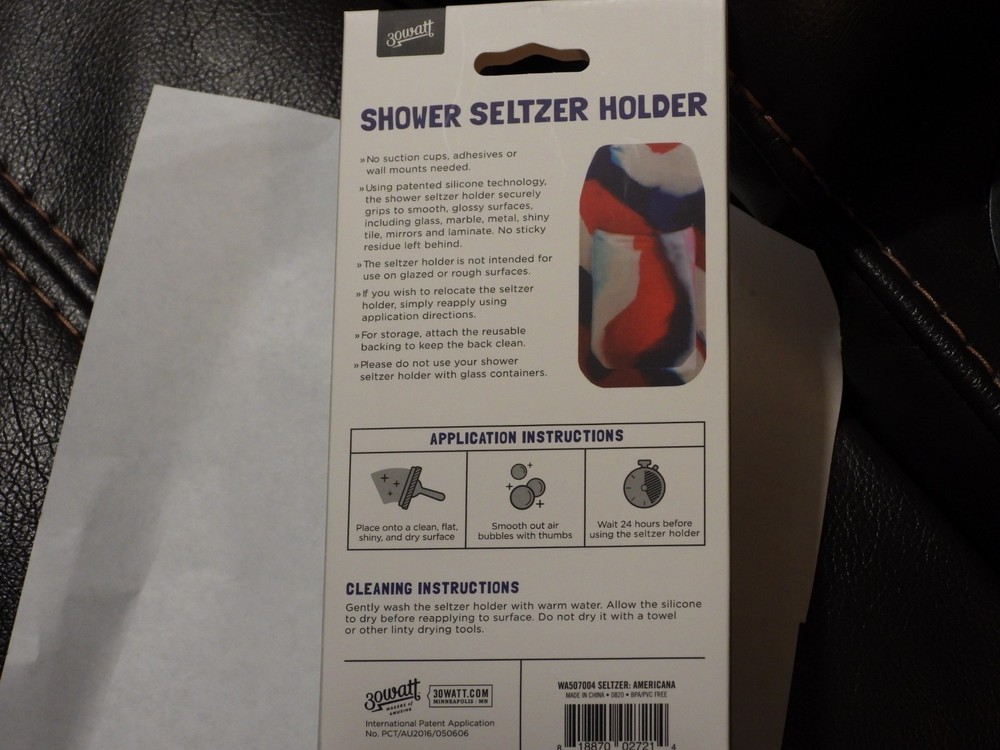 30watt
SHOWER SELTZER HOLDER
» No suction cups, adhesives or
wall mounts needed.
» Using patented silicone technology,
the shower seltzer holder securely
grips to smooth, glossy surfaces,
including glass, marble, metal, shiny
tile, mirrors and laminate. No sticky
residue left behind.
» The seltzer holder is not intended for
use on glazed or rough surfaces.
» If you wish to relocate the seltzer
holder, simply reapply using
application directions.
» For storage, attach the reusable
backing to keep the back clean.
» Please do not use your shower
seltzer holder with glass containers.
APPLICATION INSTRUCTIONS
Place onto a clean, flat,
shiny, and dry surface
Smooth out air
bubbles with thumbs
Wait 24 hours before
using the seltzer holder
CLEANING INSTRUCTIONS
Gently wash the seltzer holder with warm water. Allow the silicone
to dry before reapplying to surface. Do not dry it with a towel
or other linty drying tools.
30watt
MAKERS of
AMAZING
30WATT.COM
MINNEAPOLIS • MN
International Patent Application
No. PCT/AU2016/050606
WA507004 SELTZER: AMERICANA
MADE IN CHINA • 0820 • BPA/PVC FREE
8 18870 02721 4